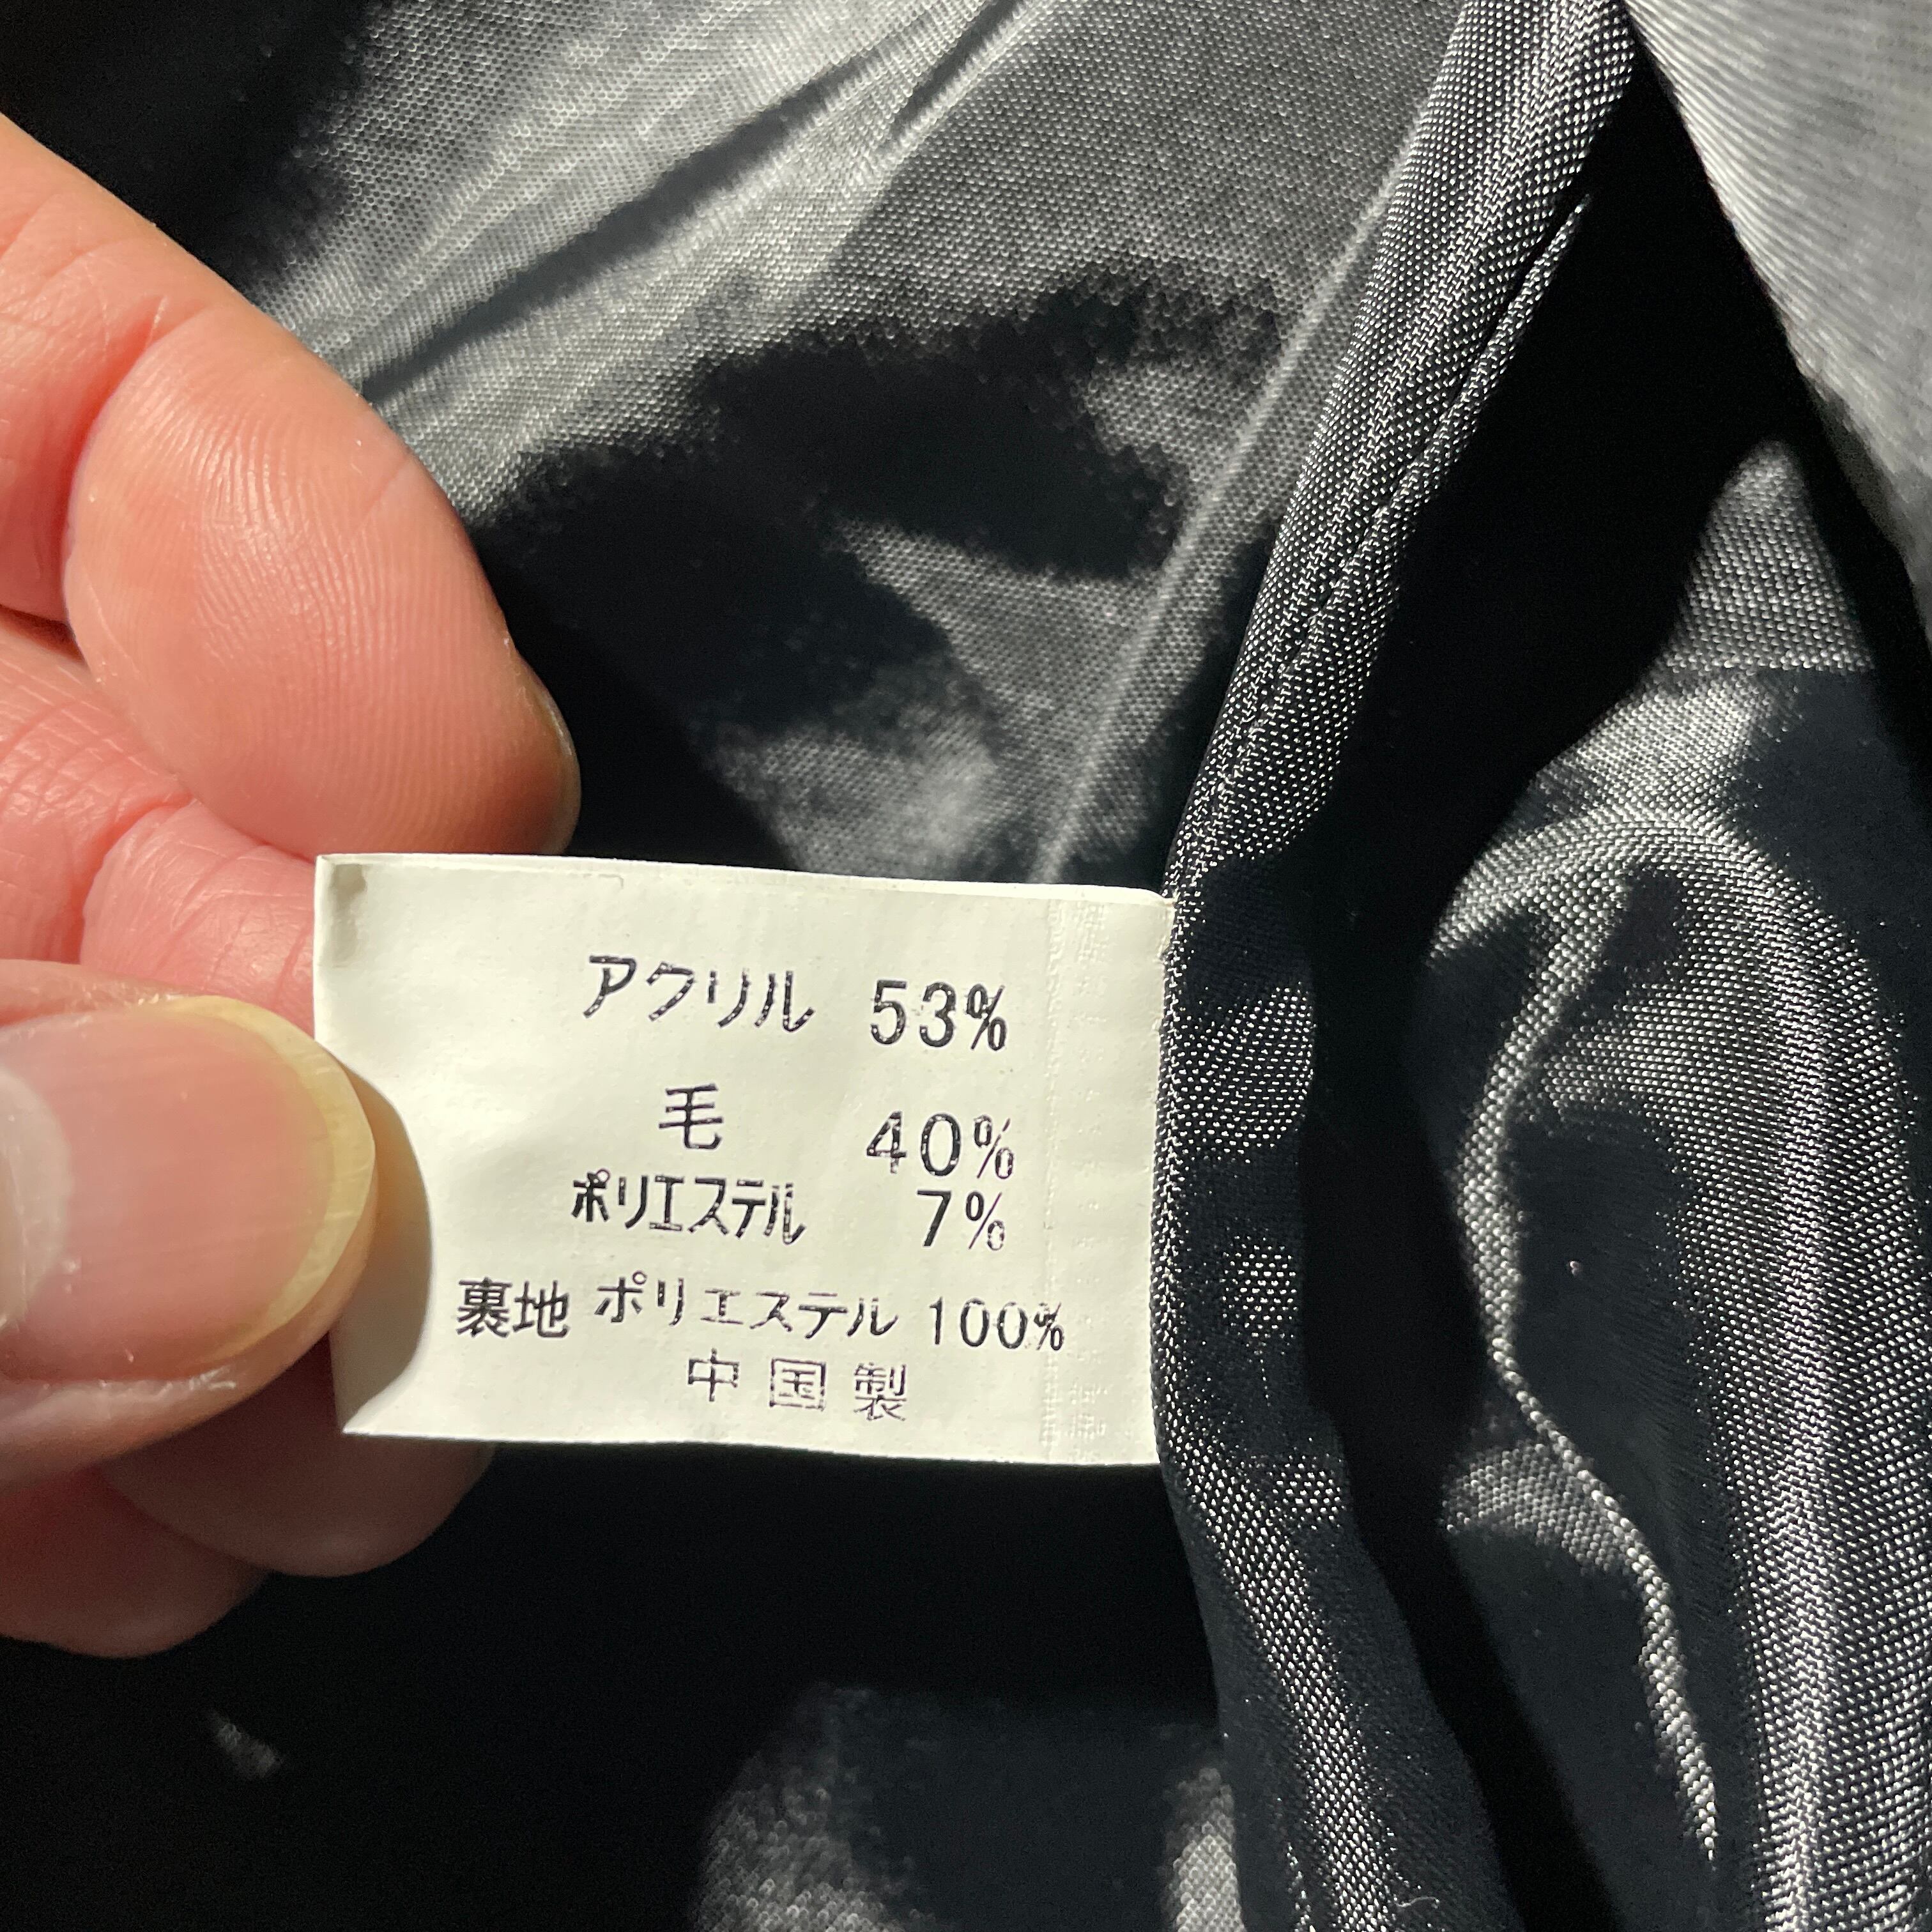 アクリル 53%
毛 40%
ポリエステル 7%
裏地 ポリエステル 100%
中国製